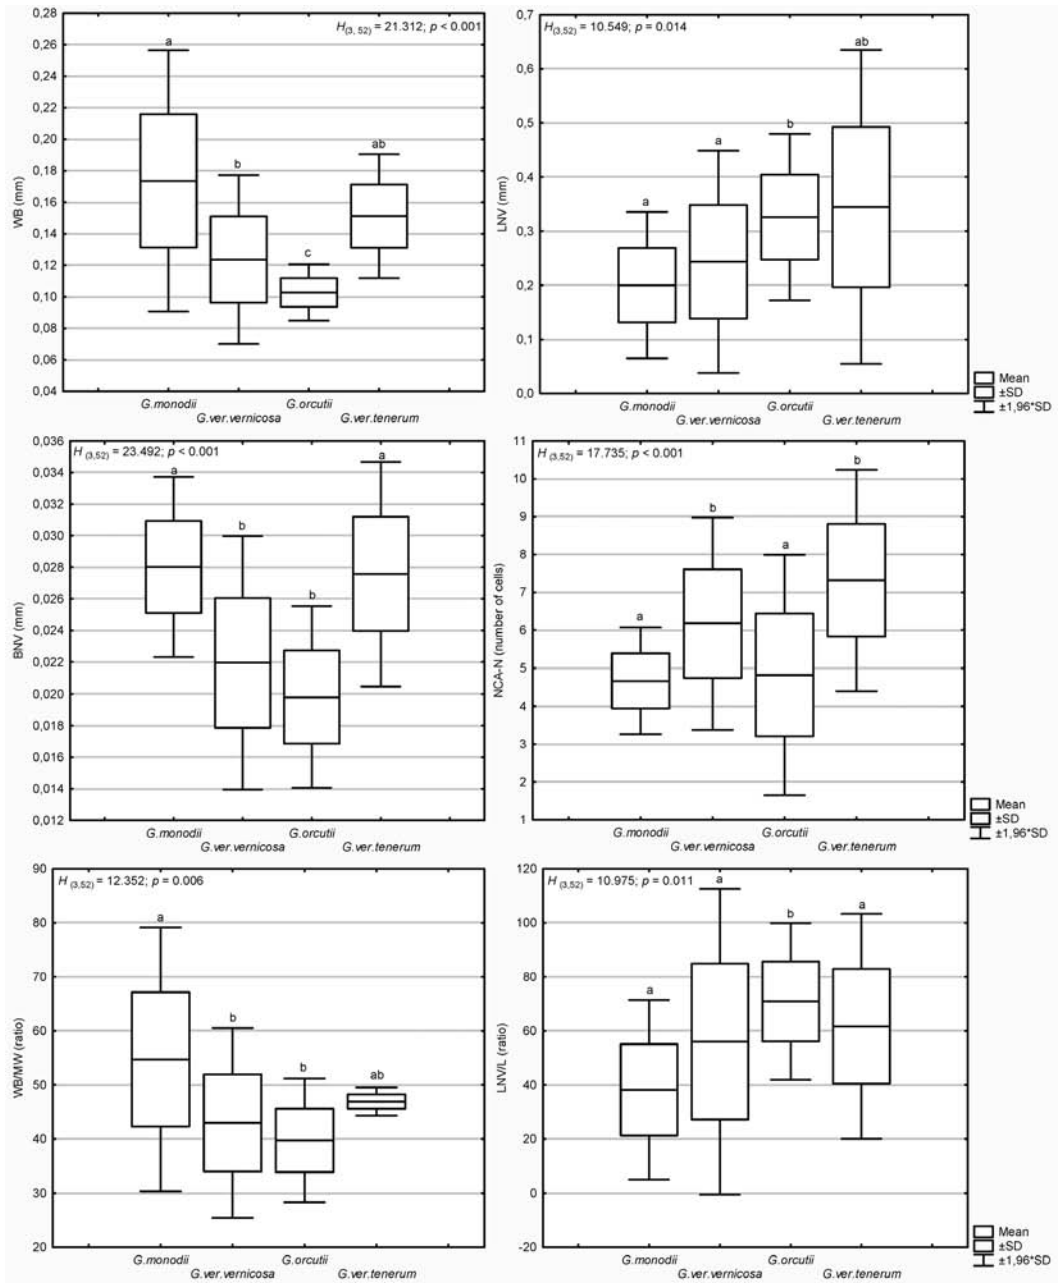 H(3, 52) = 21.312; p < 0.001
0,28
0,26
0,24
0,22
0,20
0,18
0,16
0,14
0,12
0,10
0,08
0,06
0,04
WB (mm)
a
b
c
ab
G.monodii
G.ver.vernicosa
G.orcutii
G.ver.tenerum
H(3,52) = 10.549; p = 0.014
0,7
0,6
0,5
0,4
0,3
0,2
0,1
0,0
LNV (mm)
a
a
b
ab
G.monodii
G.ver.vernicosa
G.orcutii
G.ver.tenerum
Mean
±SD
±1,96*SD
H (3,52) = 23.492; p < 0.001
0,036
0,034
0,032
0,030
0,028
0,026
0,024
0,022
0,020
0,018
0,016
0,014
0,012
BNV (mm)
a
b
b
a
G.monodii
G.ver.vernicosa
G.orcutii
G.ver.tenerum
H (3,52) = 17.735; p < 0.001
11
10
9
8
7
6
5
4
3
2
1
NCA-N (number of cells)
a
b
a
b
G.monodii
G.ver.vernicosa
G.orcutii
G.ver.tenerum
Mean
±SD
±1,96*SD
H (3,52) = 12.352; p = 0.006
90
80
70
60
50
40
30
20
WB/MW (ratio)
a
b
b
ab
G.monodii
G.ver.vernicosa
G.orcutii
G.ver.tenerum
H (3,52) = 10.975; p = 0.011
120
100
80
60
40
20
0
-20
LNV/L (ratio)
a
a
b
a
G.monodii
G.ver.vernicosa
G.orcutii
G.ver.tenerum
Mean
±SD
±1,96*SD